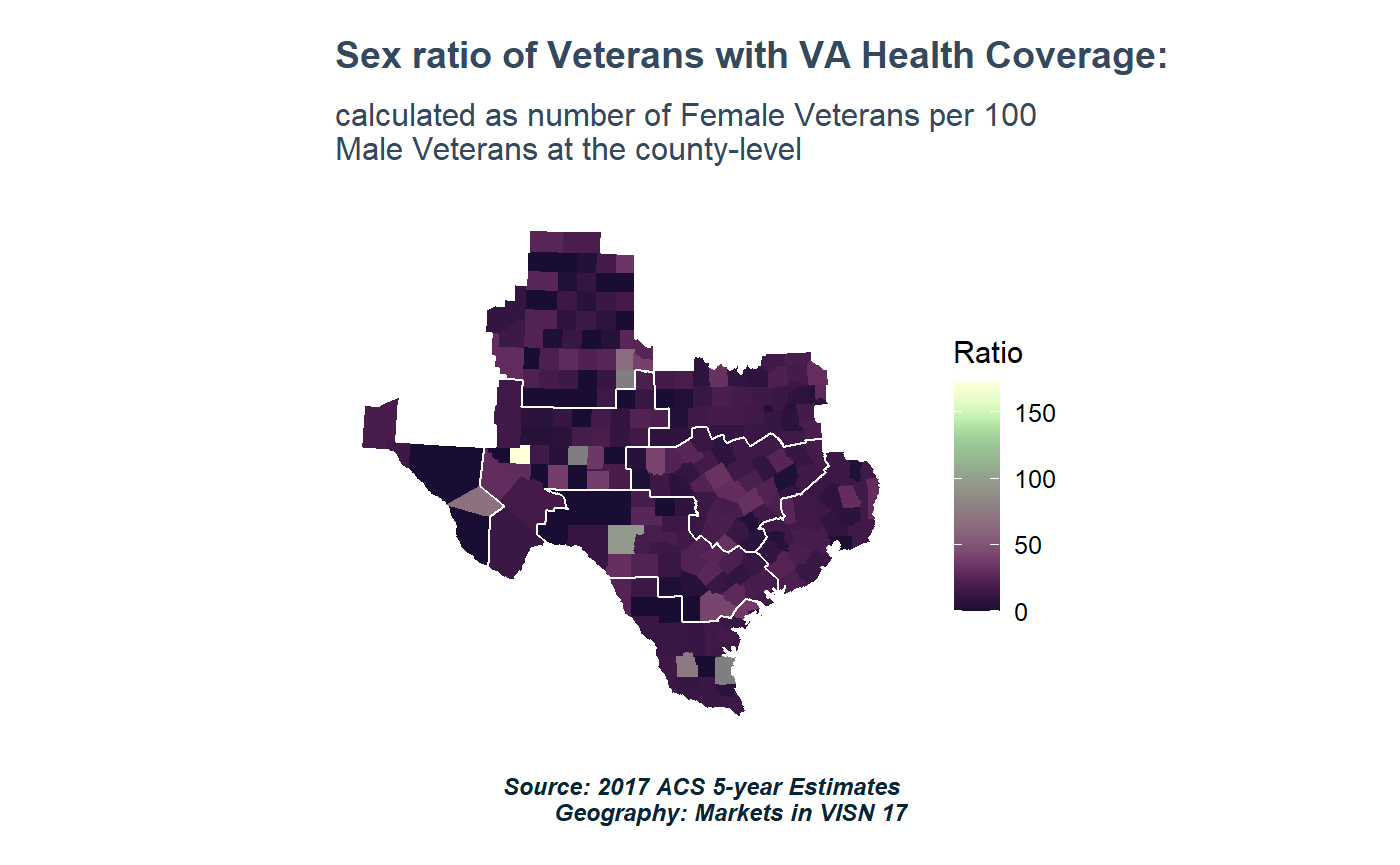 Sex ratio of Veterans with VA Health Coverage:
calculated as number of Female Veterans per 100
Male Veterans at the county-level
Ratio
150
100
50
0
Source: 2017 ACS 5-year Estimates
Geography: Markets in VISN 17